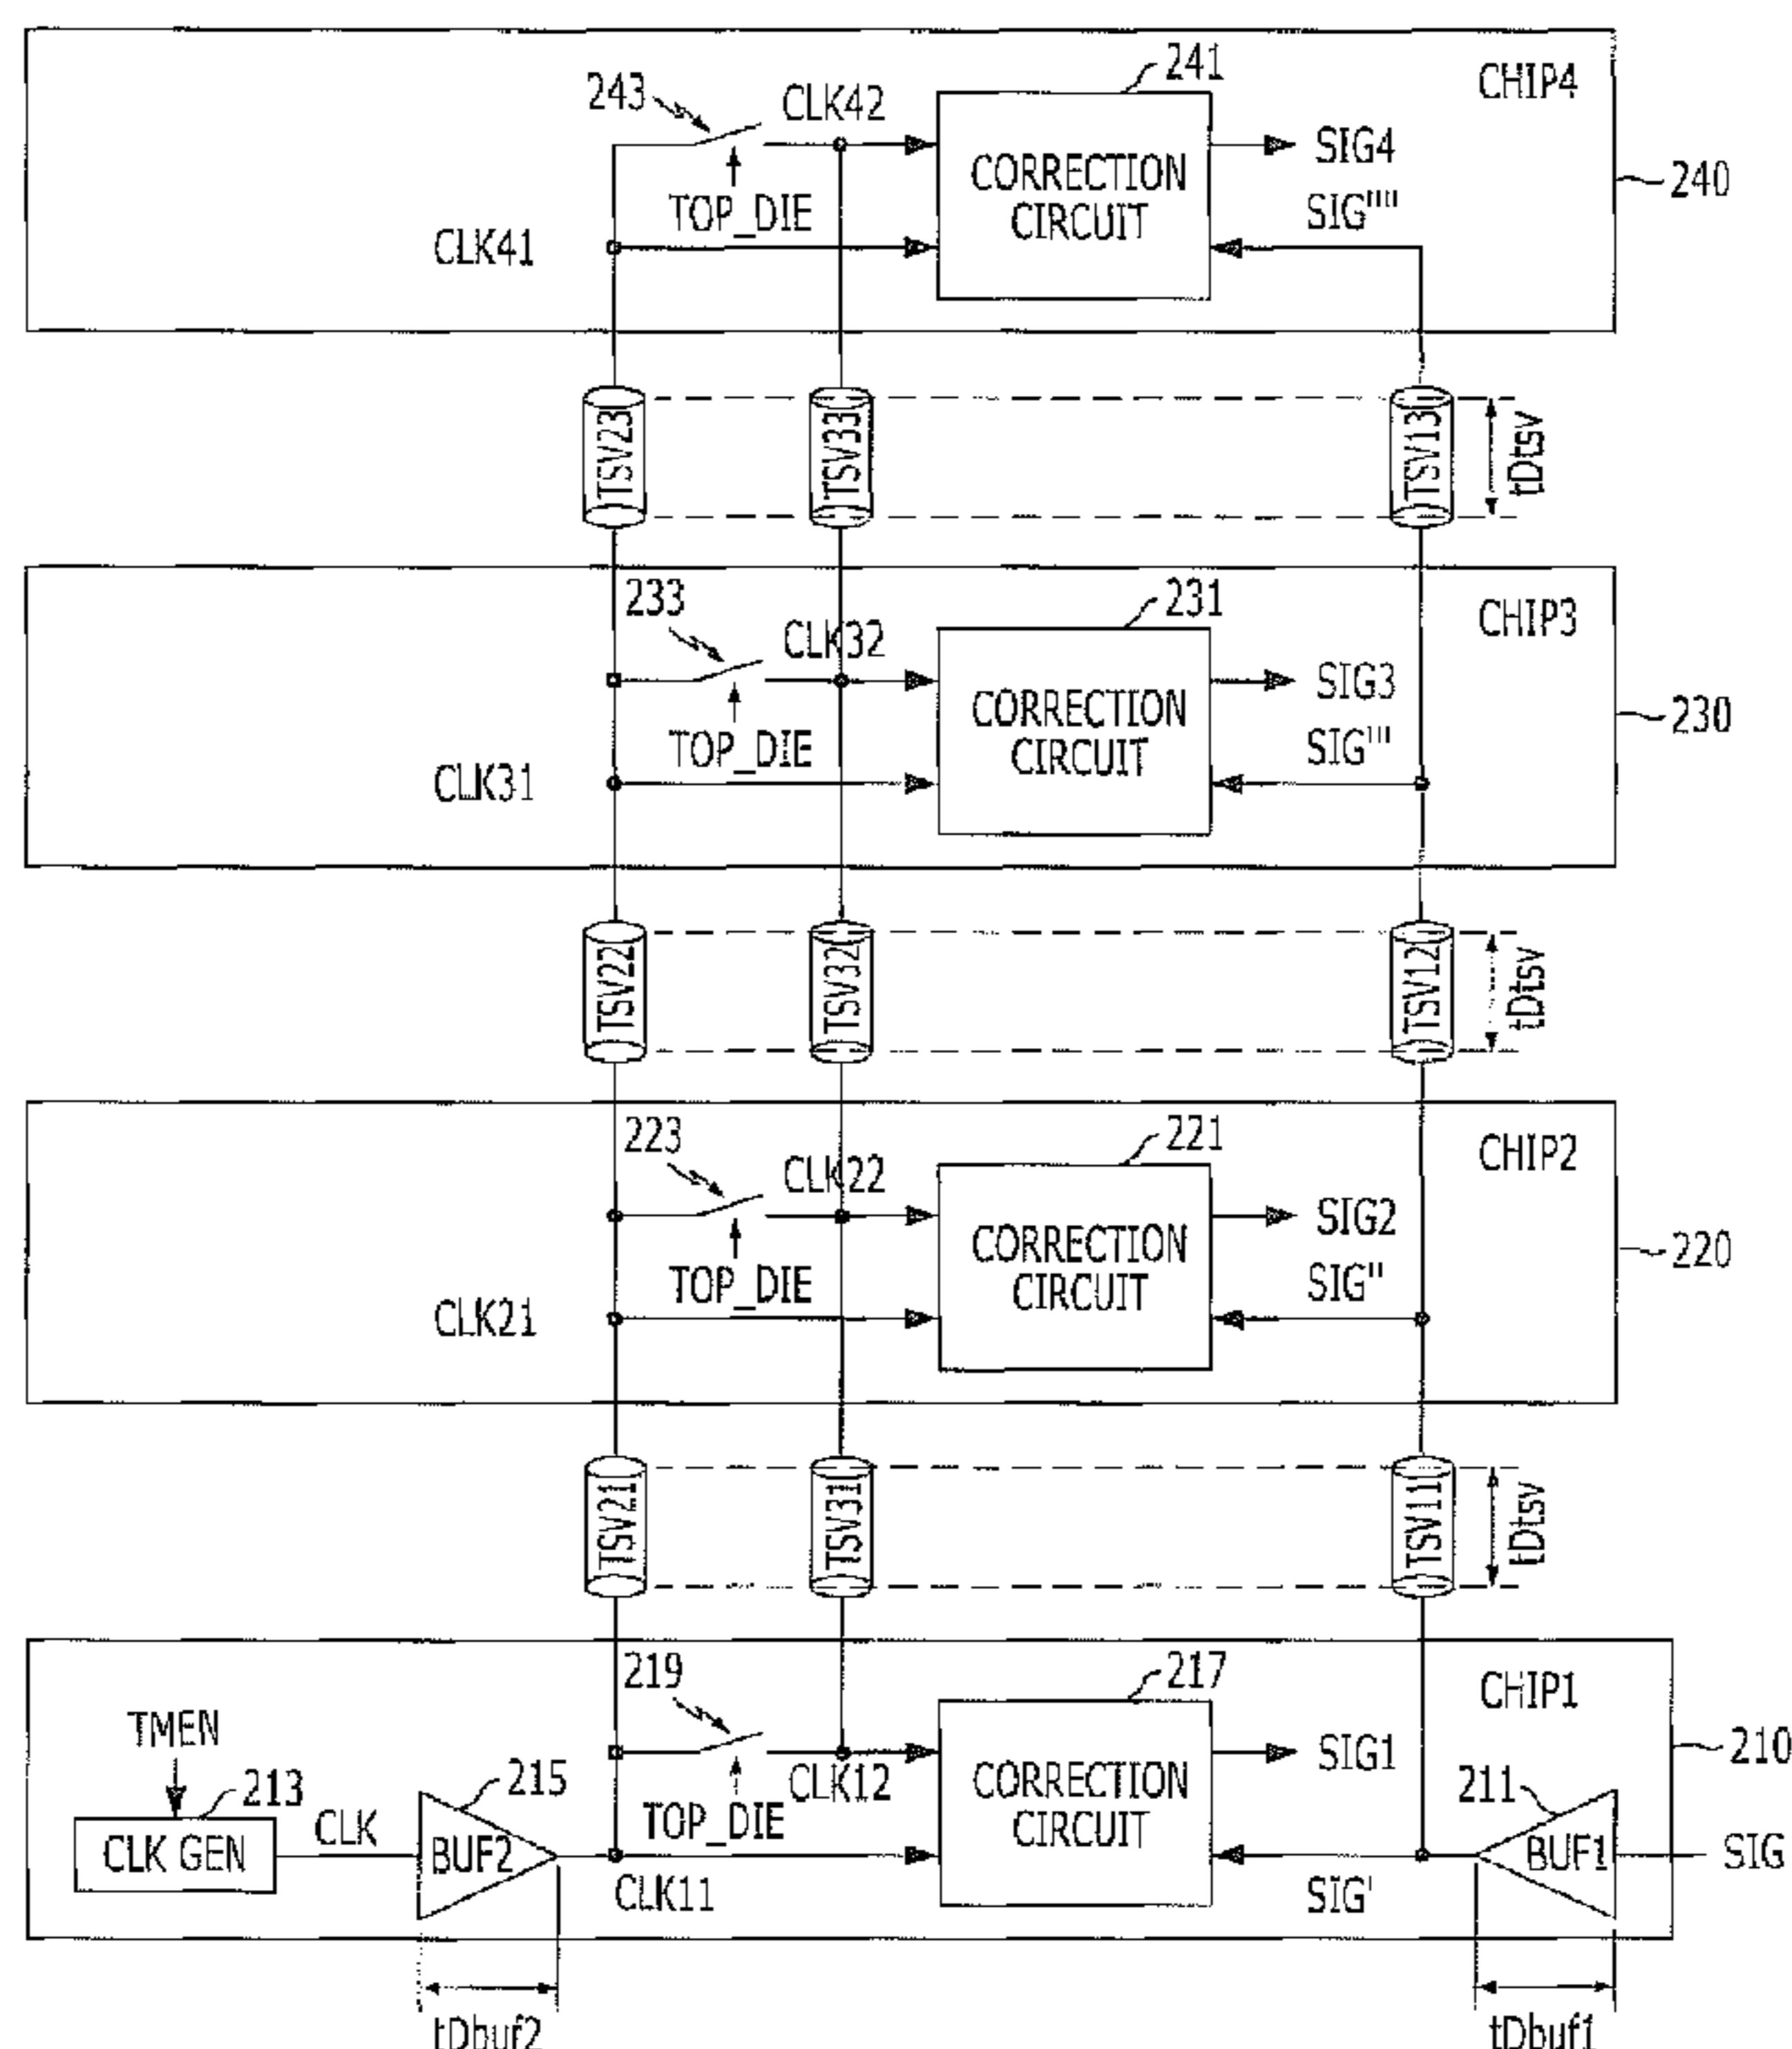 241
CHIP4
243
CLK42
CORRECTION
CIRCUIT
SIG4
TOP_DIE
SIG''''
240
CLK41
TSV23
TSV33
TSV13
tDtsv
233
CLK32
231
CHIP3
CORRECTION
CIRCUIT
SIG3
TOP_DIE
SIG'''
230
CLK31
TSV22
TSV32
TSV12
tDtsv
223
CLK22
221
CHIP2
CORRECTION
CIRCUIT
SIG2
TOP_DIE
SIG''
220
CLK21
TSV21
TSV31
TSV11
tDtsv
219
217
CHIP1
TMEN
213
215
CLK12
CORRECTION
CIRCUIT
SIG1
211
210
CLK GEN
CLK
BUF2
TOP_DIE
BUF1
SIG
CLK11
SIG'
tDbuf2
tDbuf1